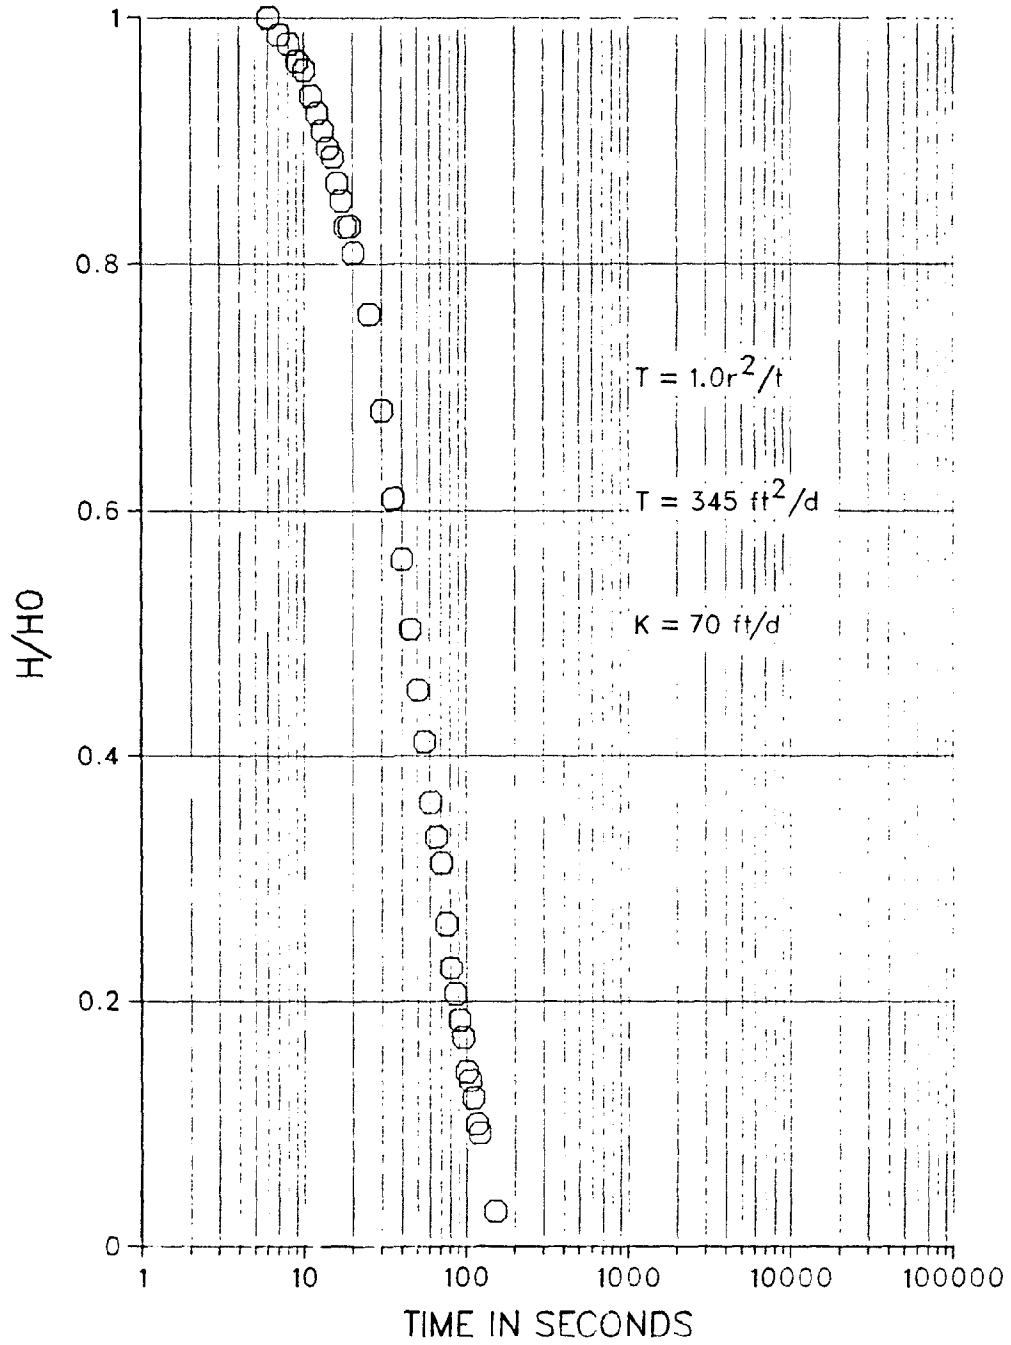 1
0.8
0.6
0.4
0.2
0
H/HO
T = 1.0r²/t
T = 345 ft²/d
K = 70 ft/d
1 10 100 1000 10000 100000
TIME IN SECONDS